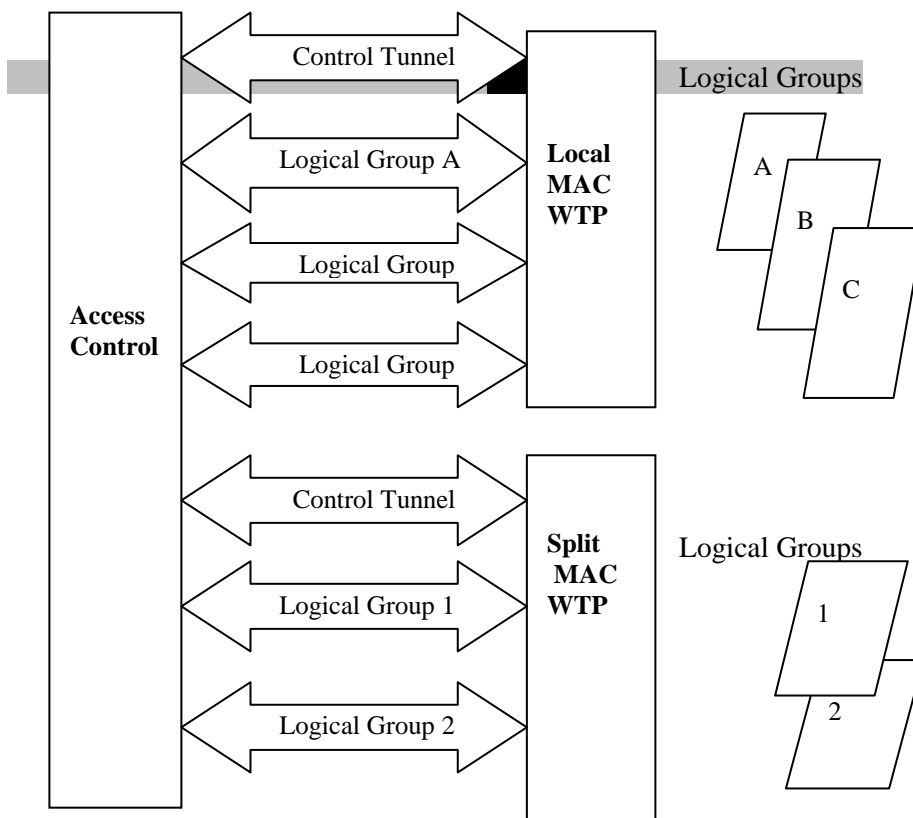 Control Tunnel
Logical Groups
Logical Group A
Local
MAC
WTP
A
B
Logical Group
C
Access
Control
Logical Group
Control Tunnel
Split
MAC
WTP
Logical Groups
Logical Group 1
1
Logical Group 2
2